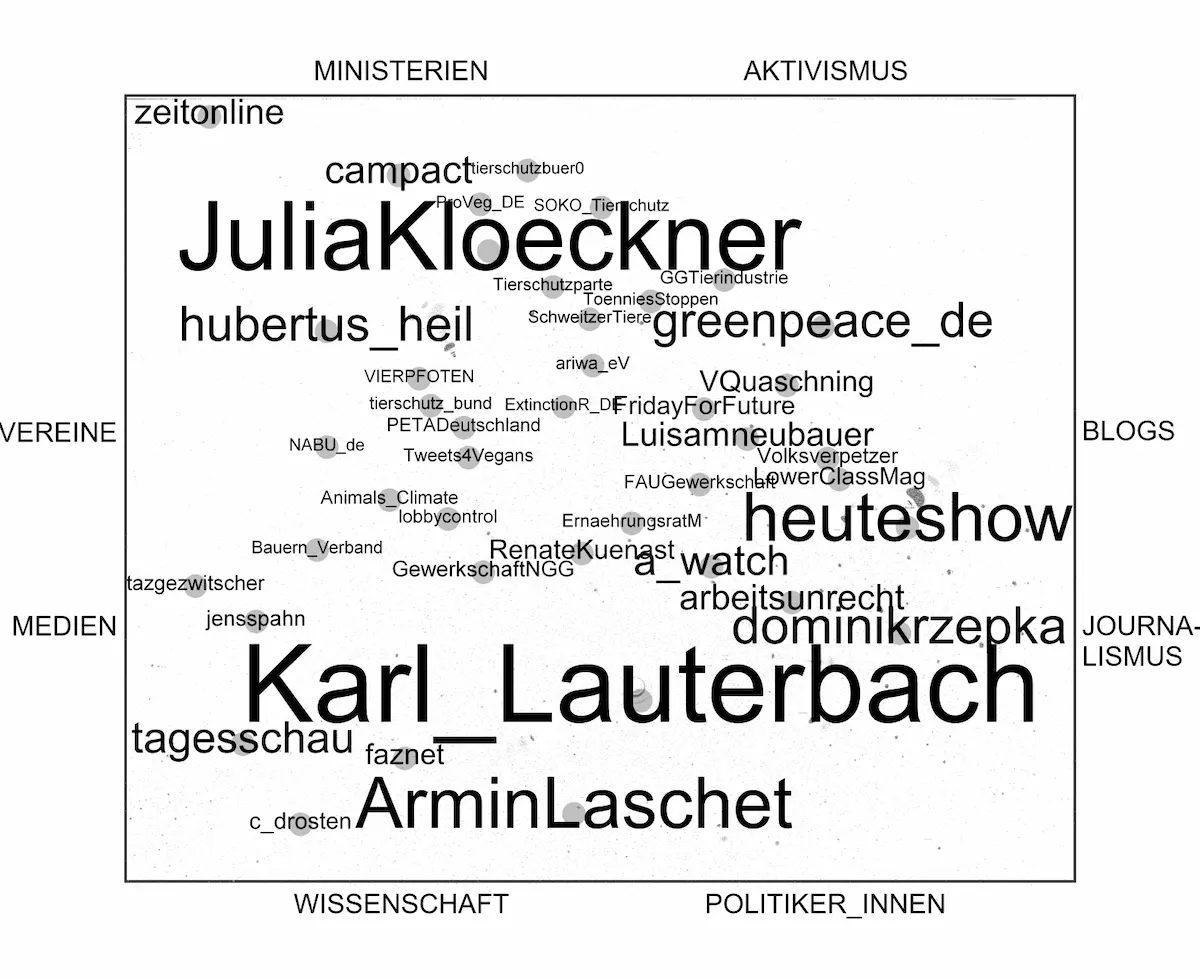 MINISTERIEN
AKTIVISMUS
zeitonline
campact
tierschutzbuer0
ProVeg_DE
SOKO_Tierschutz
JuliaKloeckner
GGTierindustrie
Tierschutzparte
ToenniesStoppen
SchweitzerTiere
hubertus_heil
greenpeace_de
ariwa_eV
VIERPFOTEN
VQuaschning
tierschutz_bund
ExtinctionR_DE
FridayForFuture
PETADeutschland
VEREINE
Luisamneubauer
BLOGS
NABU_de
Tweets4Vegans
Volksverpetzer
FAUGewerkschaft
LowerClassMag
Animals_Climate
lobbycontrol
ErnaehrungsratM
heuteshow
Bauern_Verband
RenateKuenast
a_watch
GewerkschaftNGG
tazgezwitscher
arbeitsunrecht
jensspahn
MEDIEN
dominikrzepka
JOURNA-
LISMUS
Karl_Lauterbach
tagesschau
faznet
ArminLaschet
c_drosten
WISSENSCHAFT
POLITIKER_INNEN